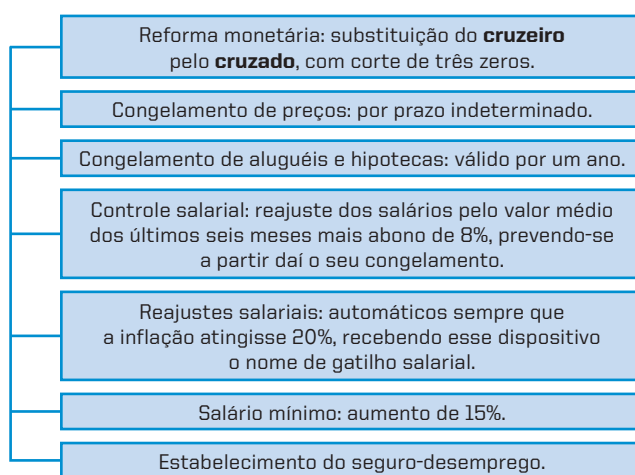 Reforma monetária: substituição do cruzeiro
pelo cruzado, com corte de três zeros.
Congelamento de preços: por prazo indeterminado.
Congelamento de aluguéis e hipotecas: válido por um ano.
Controle salarial: reajuste dos salários pelo valor médio
dos últimos seis meses mais abono de 8%, prevendo-se
a partir daí o seu congelamento.
Reajustes salariais: automáticos sempre que
a inflação atingisse 20%, recebendo esse dispositivo
o nome de gatilho salarial.
Salário mínimo: aumento de 15%.
Estabelecimento do seguro-desemprego.